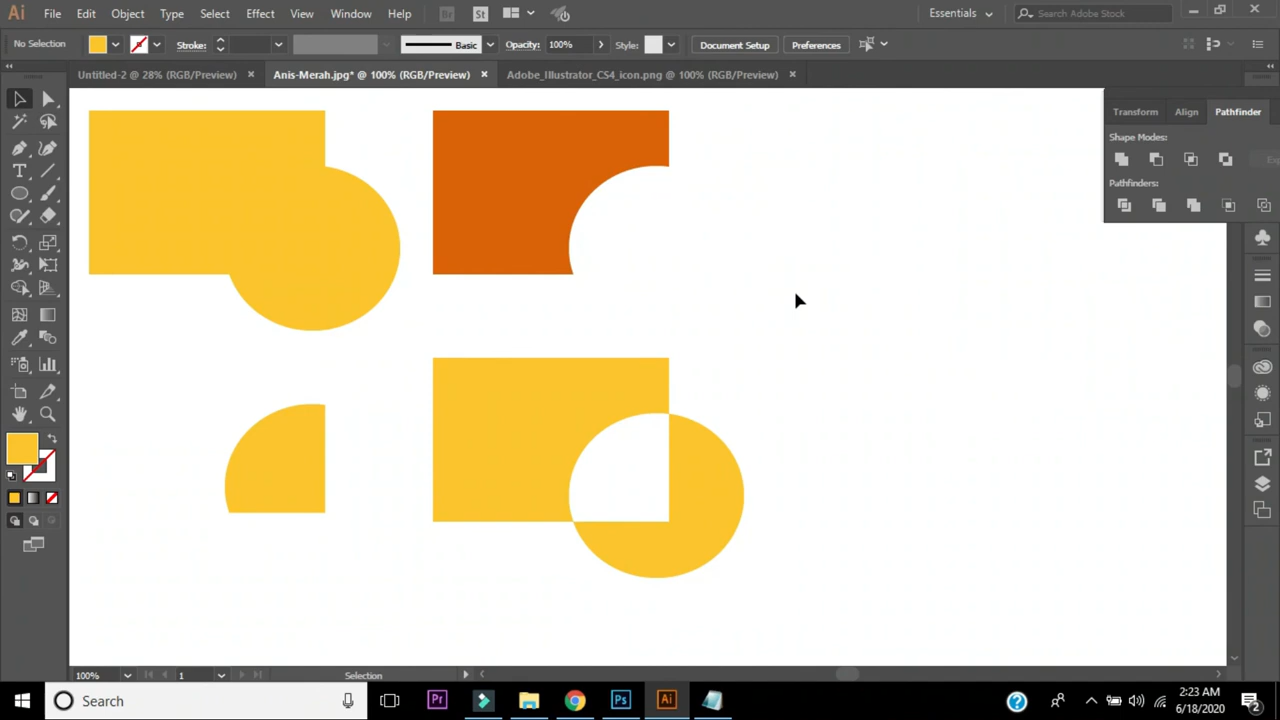 Ai File Edit Object Type Select Effect View Window Help Br St Essentials Search Adobe Stock
No Selection Stroke: Basic Opacity: 100% Style: Document Setup Preferences
Untitled-2 @ 28% (RGB/Preview) Anis-Merah.jpg* @ 100% (RGB/Preview) Adobe_Illustrator_CS4_icon.png @ 100% (RGB/Preview)
Transform Align Pathfinder
Shape Modes:
Pathfinders:
100% 1 Selection
Search Pr Ps Ai 2:23 AM
6/18/2020 2